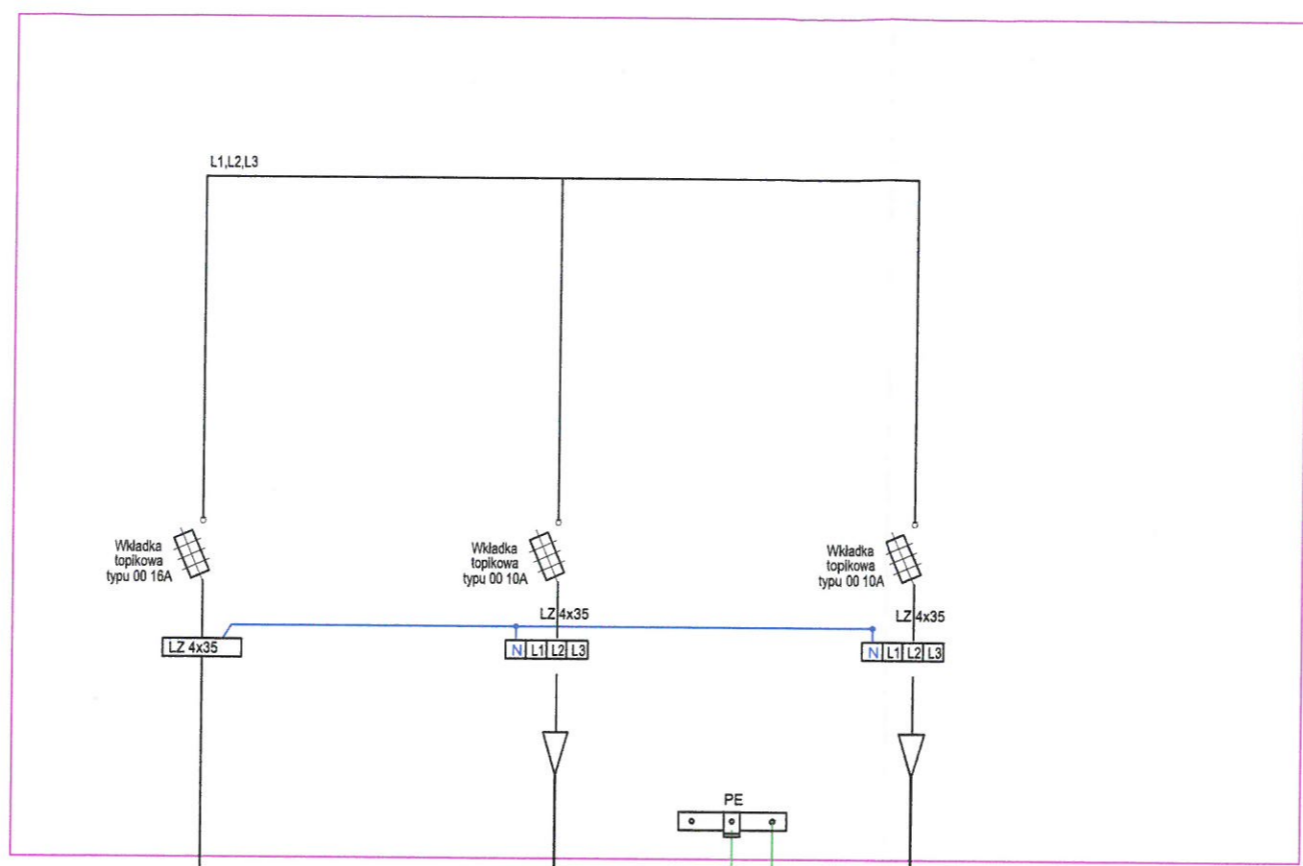 L1,L2,L3
Wkładka
topikowa
typu 00 16A
Wkładka
topikowa
typu 00 10A
Wkładka
topikowa
typu 00 10A
LZ 4x35
LZ 4x35
LZ 4x35
N L1 L2 L3
N L1 L2 L3
PE